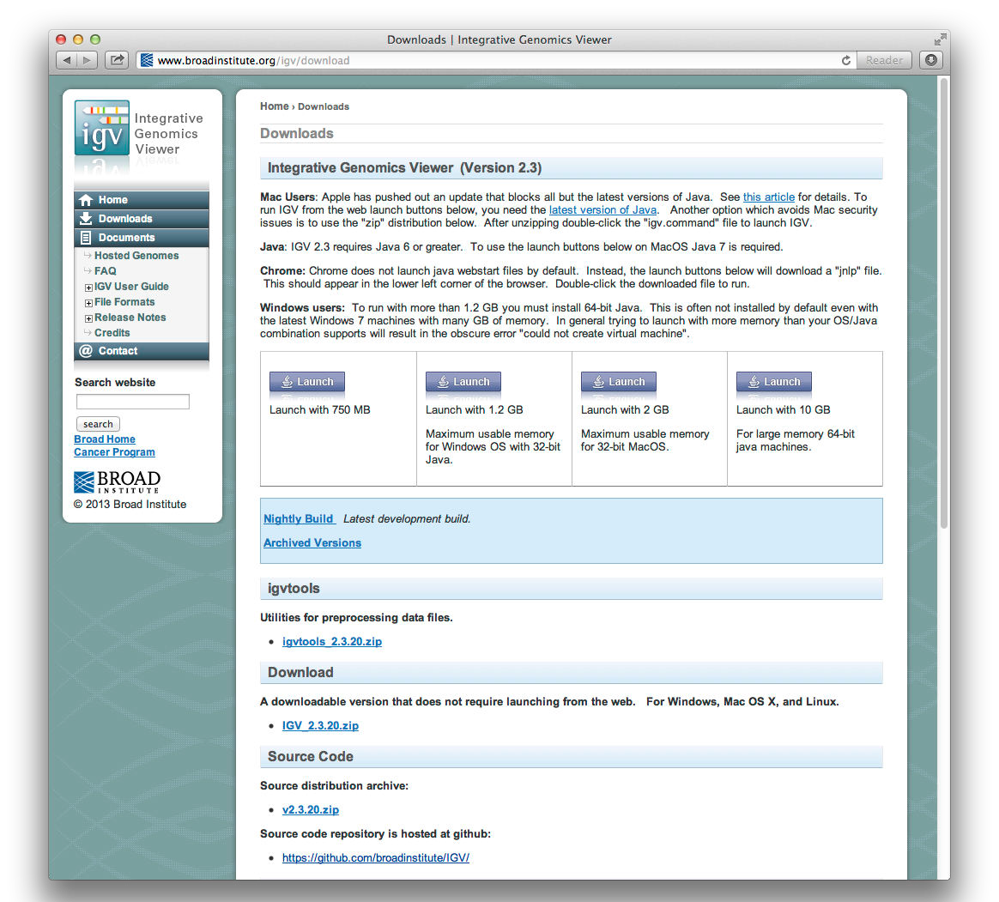 Downloads | Integrative Genomics Viewer
www.broadinstitute.org/igv/download
Reader
igv
Integrative
Genomics
Viewer
Home
Downloads
Documents
Hosted Genomes
FAQ
IGV User Guide
File Formats
Release Notes
Credits
@ Contact
Search website
search
Broad Home
Cancer Program
BROAD
INSTITUTE
© 2013 Broad Institute
Home › Downloads
Downloads
Integrative Genomics Viewer (Version 2.3)
Mac Users: Apple has pushed out an update that blocks all but the latest versions of Java. See this article for details. To
run IGV from the web launch buttons below, you need the latest version of Java. Another option which avoids Mac security
issues is to use the "zip" distribution below. After unzipping double-click the "igv.command" file to launch IGV.
Java: IGV 2.3 requires Java 6 or greater. To use the launch buttons below on MacOS Java 7 is required.
Chrome: Chrome does not launch java webstart files by default. Instead, the launch buttons below will download a "jnlp" file.
This should appear in the lower left corner of the browser. Double-click the downloaded file to run.
Windows users: To run with more than 1.2 GB you must install 64-bit Java. This is often not installed by default even with
the latest Windows 7 machines with many GB of memory. In general trying to launch with more memory than your OS/Java
combination supports will result in the obscure error "could not create virtual machine".
Launch
Launch with 750 MB
Launch
Launch with 1.2 GB
Maximum usable memory
for Windows OS with 32-bit
Java.
Launch
Launch with 2 GB
Maximum usable memory
for 32-bit MacOS.
Launch
Launch with 10 GB
For large memory 64-bit
java machines.
Nightly Build Latest development build.
Archived Versions
igvtools
Utilities for preprocessing data files.
• igvtools_2.3.20.zip
Download
A downloadable version that does not require launching from the web. For Windows, Mac OS X, and Linux.
• IGV_2.3.20.zip
Source Code
Source distribution archive:
• v2.3.20.zip
Source code repository is hosted at github:
• https://github.com/broadinstitute/IGV/